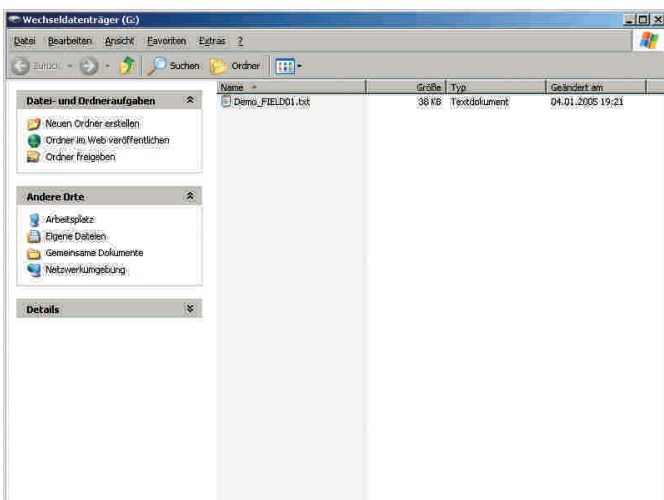 Wechseldatenträger (G:)
Datei Bearbeiten Ansicht Favoriten Extras ?
Zurück Suchen Ordner
Name Größe Typ Geändert am
Demo_FIELD01.txt 38 KB Textdokument 04.01.2005 19:21
Datei- und Ordneraufgaben
Neuen Ordner erstellen
Ordner im Web veröffentlichen
Ordner freigeben
Andere Orte
Arbeitsplatz
Eigene Dateien
Gemeinsame Dokumente
Netzwerkumgebung
Details